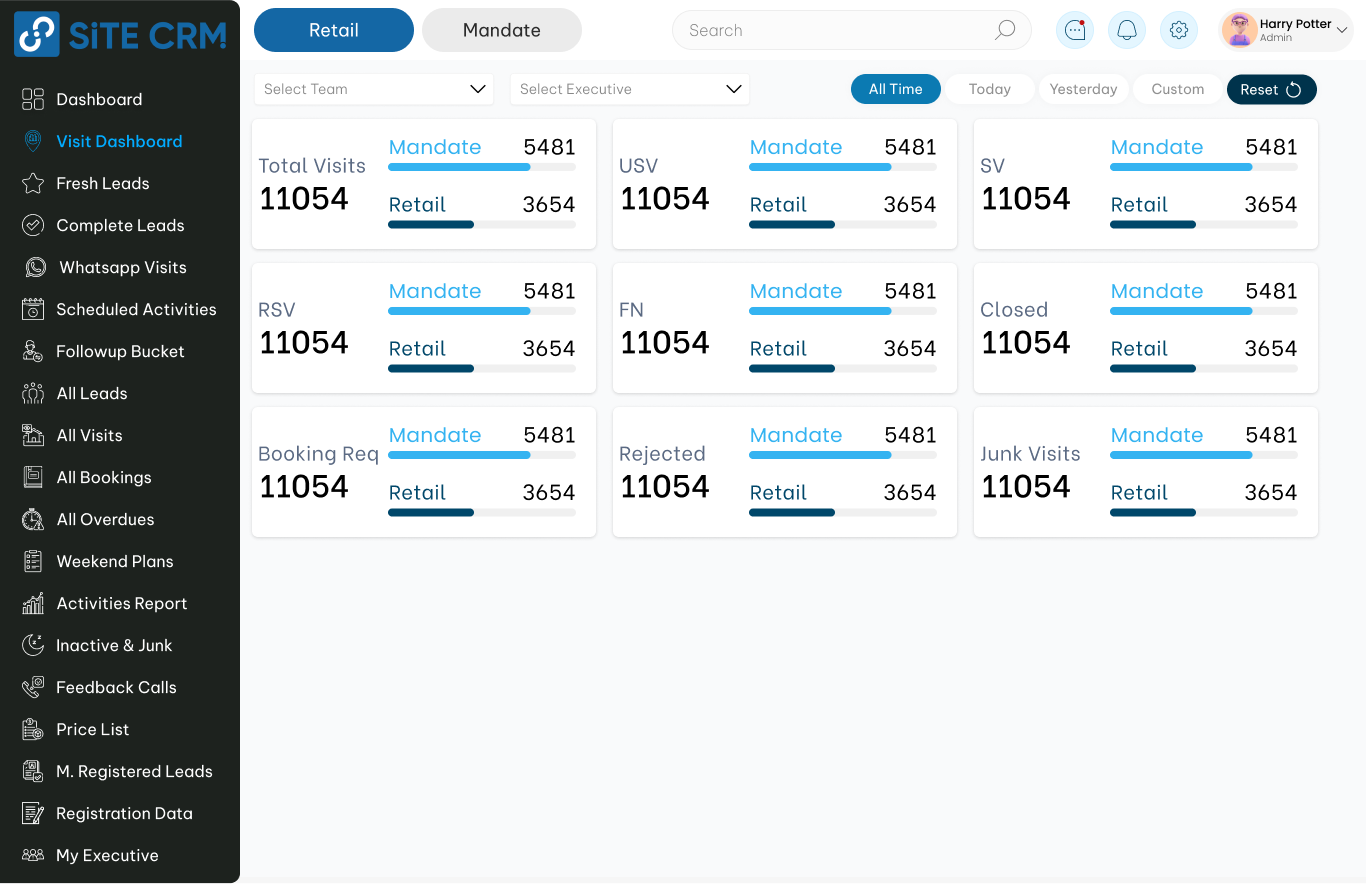 SiTE CRM
Retail
Mandate
Search
Harry Potter
Admin
Dashboard
Visit Dashboard
Fresh Leads
Complete Leads
Whatsapp Visits
Scheduled Activities
Followup Bucket
All Leads
All Visits
All Bookings
All Overdues
Weekend Plans
Activities Report
Inactive & Junk
Feedback Calls
Price List
M. Registered Leads
Registration Data
My Executive
Select Team
Select Executive
All Time
Today
Yesterday
Custom
Reset
Total Visits
11054
Mandate 5481
Retail 3654
USV
11054
Mandate 5481
Retail 3654
SV
11054
Mandate 5481
Retail 3654
RSV
11054
Mandate 5481
Retail 3654
FN
11054
Mandate 5481
Retail 3654
Closed
11054
Mandate 5481
Retail 3654
Booking Req
11054
Mandate 5481
Retail 3654
Rejected
11054
Mandate 5481
Retail 3654
Junk Visits
11054
Mandate 5481
Retail 3654